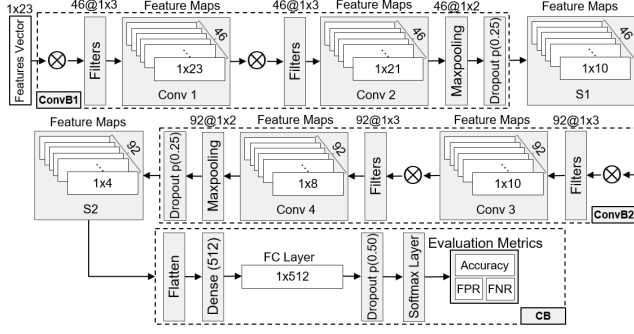 1x23
46@1x3
Feature Maps
46@1x3
Feature Maps
46@1x2
Feature Maps
Features Vector
Filters
46
1x23
Conv 1
Filters
46
1x21
Conv 2
Maxpooling
Dropout p(0.25)
46
1x10
S1
ConvB1
Feature Maps
92@1x2
Feature Maps
92@1x3
Feature Maps
92@1x3
92
1x4
S2
Dropout p(0.25)
Maxpooling
92
1x8
Conv 4
Filters
92
1x10
Conv 3
Filters
ConvB2
Flatten
Dense (512)
FC Layer
1x512
Dropout p(0.50)
Softmax Layer
Evaluation Metrics
Accuracy
FPR
FNR
CB